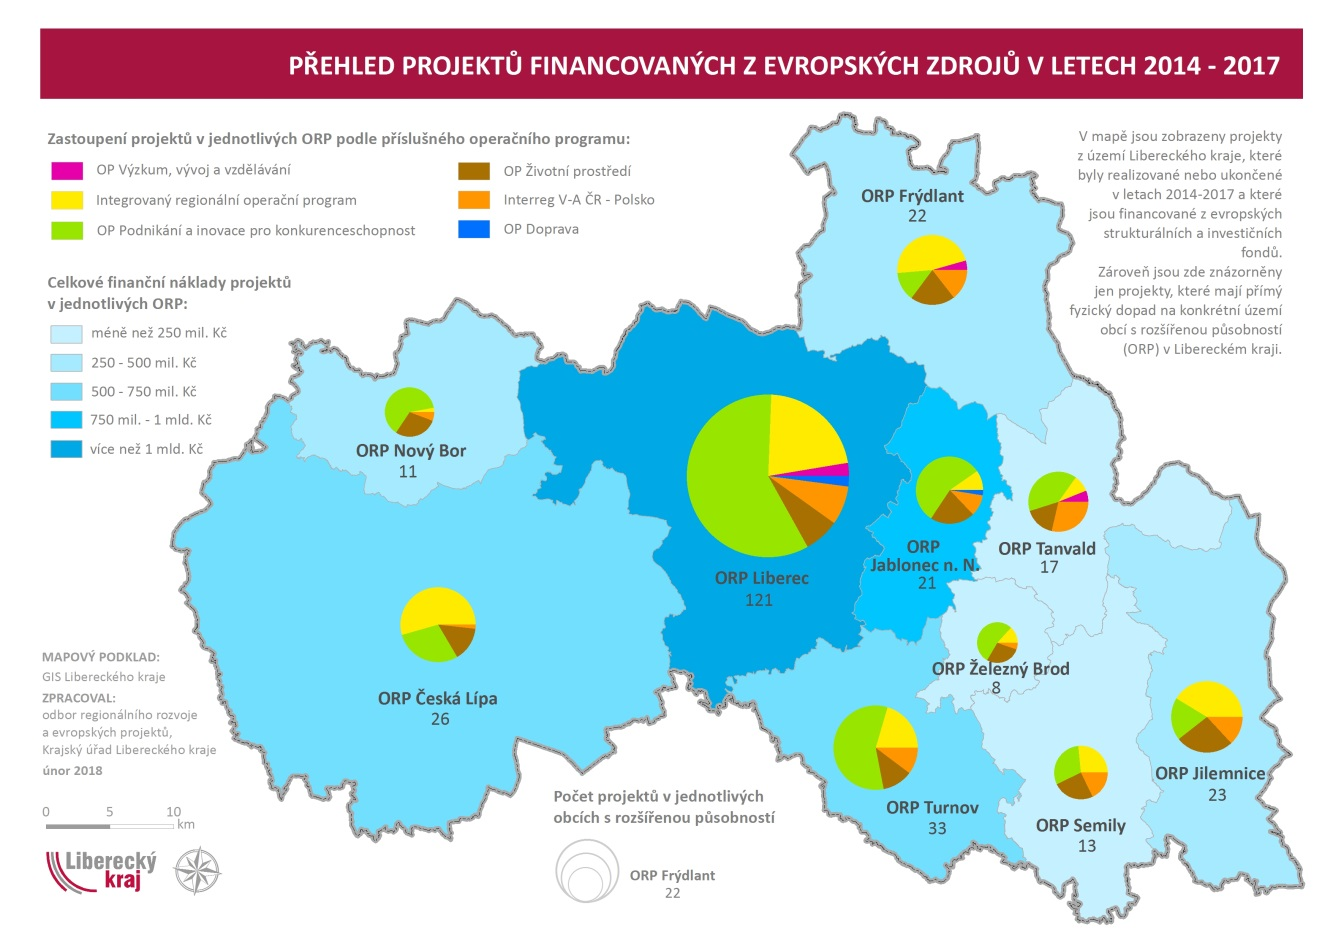 PŘEHLED PROJEKTŮ FINANCOVANÝCH Z EVROPSKÝCH ZDROJŮ V LETECH 2014 - 2017
Zastoupení projektů v jednotlivých ORP podle příslušného operačního programu:
OP Výzkum, vývoj a vzdělávání
Integrovaný regionální operační program
OP Podnikání a inovace pro konkurenceschopnost
OP Životní prostředí
Interreg V-A ČR - Polsko
OP Doprava
Celkové finanční náklady projektů
v jednotlivých ORP:
méně než 250 mil. Kč
250 - 500 mil. Kč
500 - 750 mil. Kč
750 mil. - 1 mld. Kč
více než 1 mld. Kč
V mapě jsou zobrazeny projekty
z území Libereckého kraje, které
byly realizované nebo ukončené
v letech 2014-2017 a které
jsou financované z evropských
strukturálních a investičních
fondů.
Zároveň jsou zde znázorněny
jen projekty, které mají přímý
fyzický dopad na konkrétní území
obcí s rozšířenou působností
(ORP) v Libereckém kraji.
ORP Frýdlant
22
ORP Nový Bor
11
ORP Liberec
121
ORP
Jablonec n. N.
21
ORP Tanvald
17
ORP Železný Brod
8
ORP Česká Lípa
26
ORP Turnov
33
ORP Semily
13
ORP Jilemnice
23
MAPOVÝ PODKLAD:
GIS Libereckého kraje
ZPRACOVAL:
odbor regionálního rozvoje
a evropských projektů,
Krajský úřad Libereckého kraje
únor 2018
0 5 10
km
Liberecký
kraj
Počet projektů v jednotlivých
obcích s rozšířenou působností
ORP Frýdlant
22